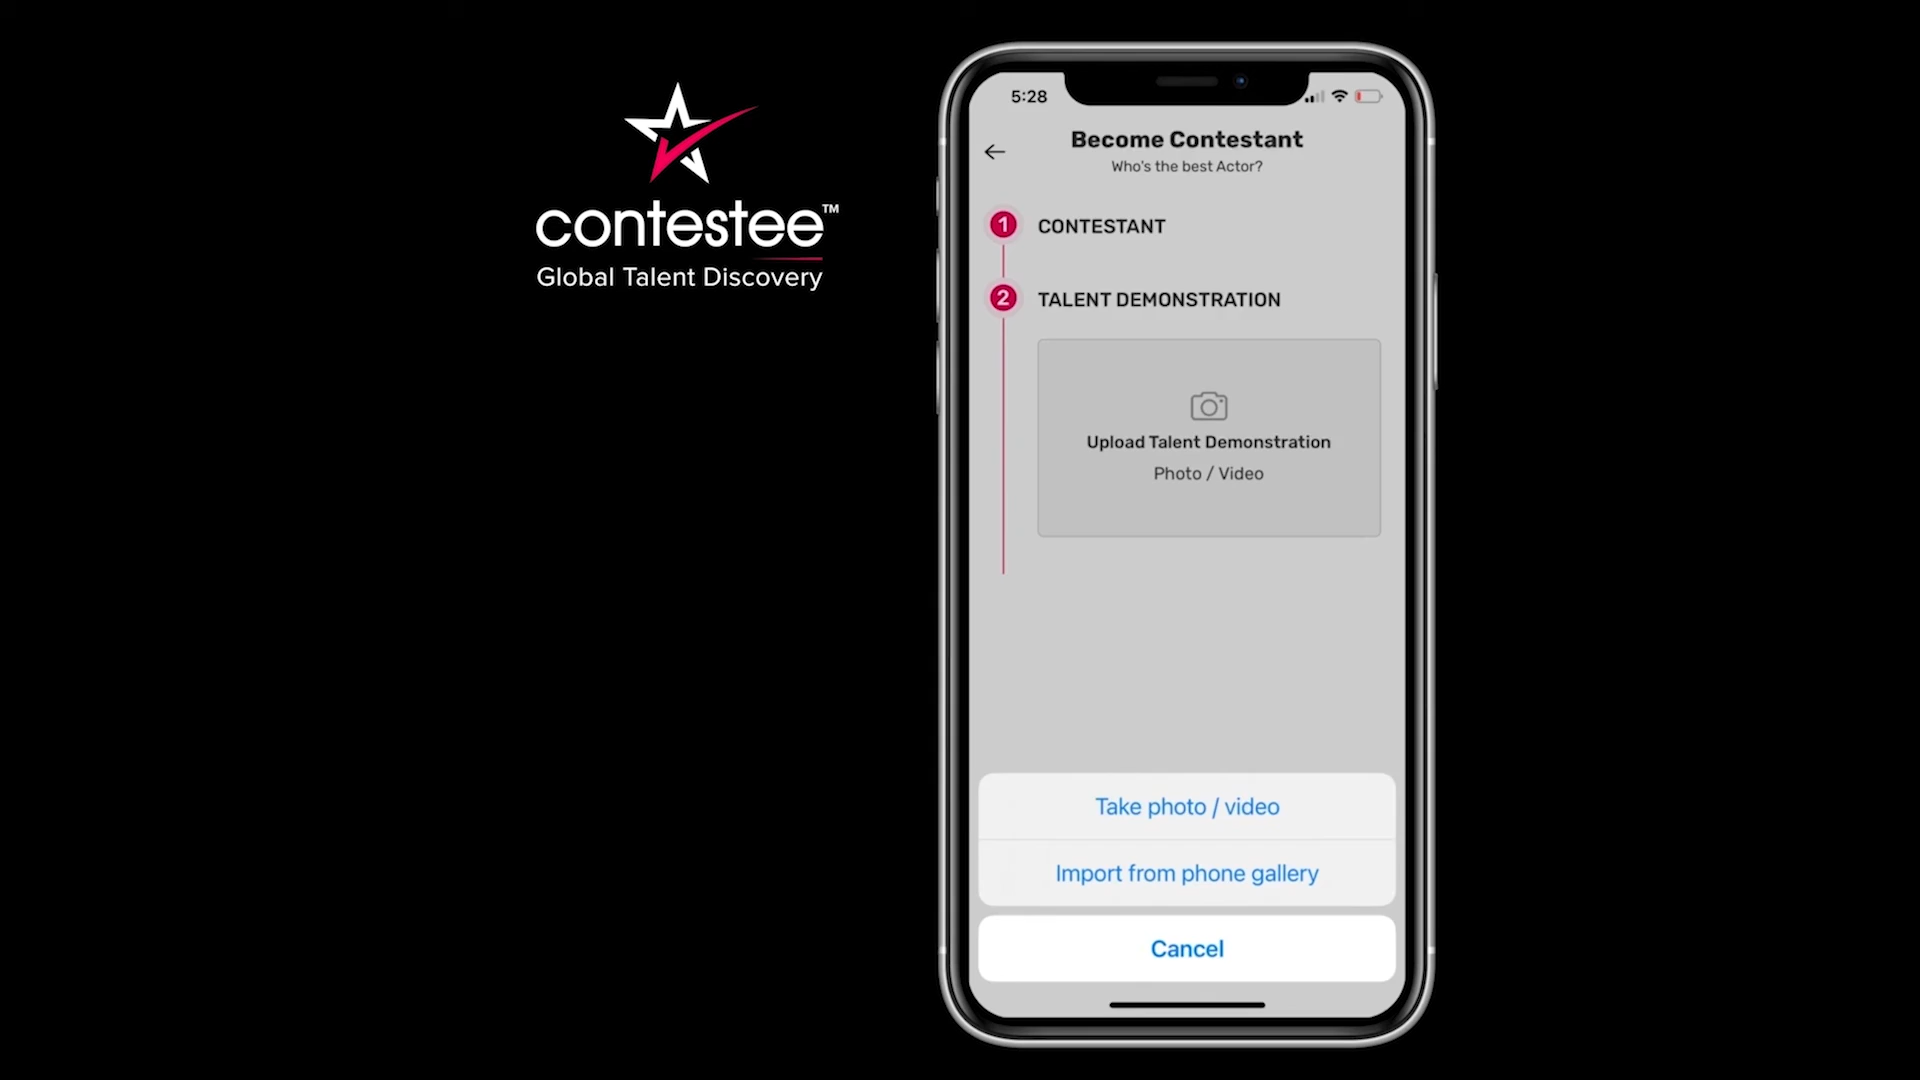 contestee™
Global Talent Discovery
5:28
Become Contestant
Who's the best Actor?
1 CONTESTANT
2 TALENT DEMONSTRATION
Upload Talent Demonstration
Photo / Video
Take photo / video
Import from phone gallery
Cancel